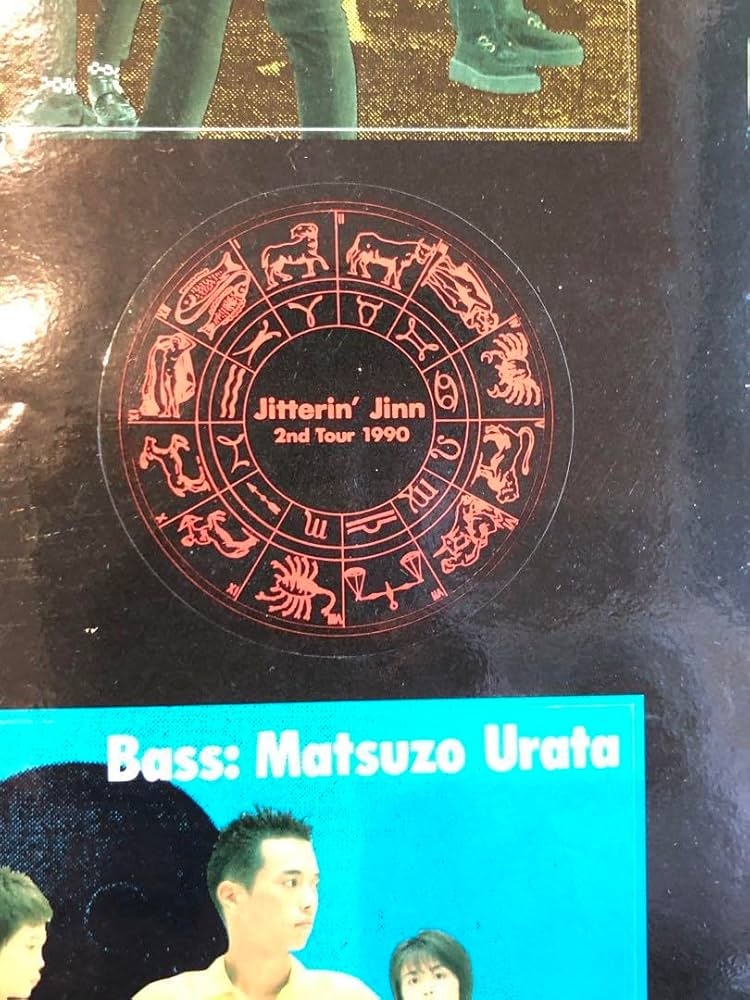 Jitterin' Jinn
2nd Tour 1990
Bass: Matsuzo Urata